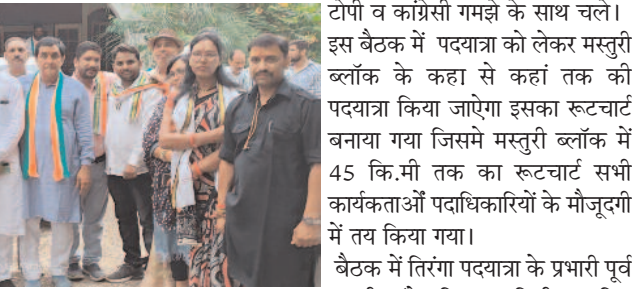 टोपी व कांग्रेसी गमझे के साथ चले।
इस बैठक में पदयात्रा को लेकर मस्तुरी
ब्लॉक के कहा से कहां तक की
पदयात्रा किया जाऐगा इसका रूटचार्ट
बनाया गया जिसमे मस्तुरी ब्लॉक में
45 कि.मी तक का रूटचार्ट सभी
कार्यकताओं पदाधिकारियों के मौजूदगी
में तय किया गया।
बैठक में तिरंगा पदयात्रा के प्रभारी पूर्व